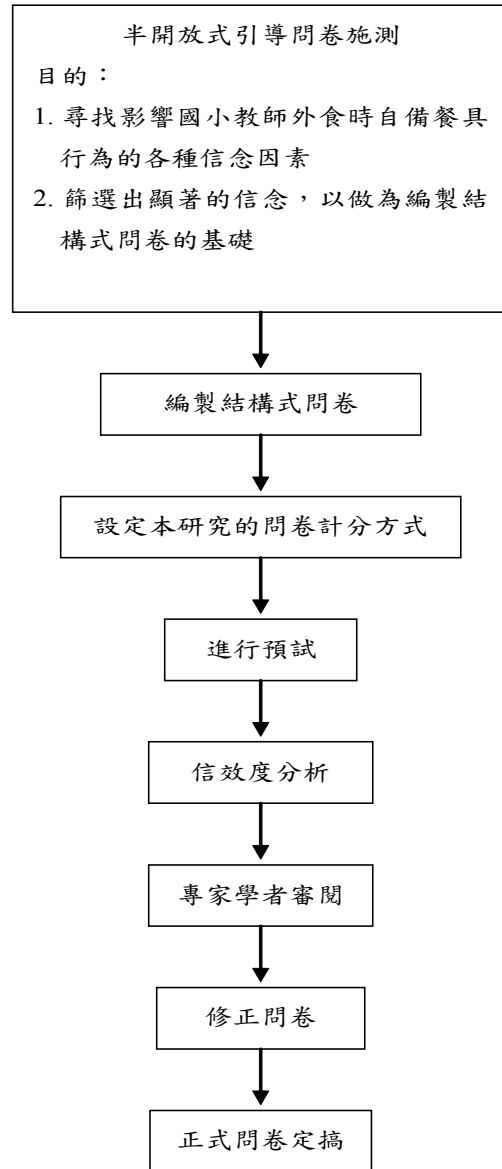 半開放式引導問卷施測
目的：
1. 尋找影響國小教師外食時自備餐具
行為的各種信念因素
2. 篩選出顯著的信念，以做為編製結
構式問卷的基礎
編製結構式問卷
設定本研究的問卷計分方式
進行預試
信效度分析
專家學者審閱
修正問卷
正式問卷定搞